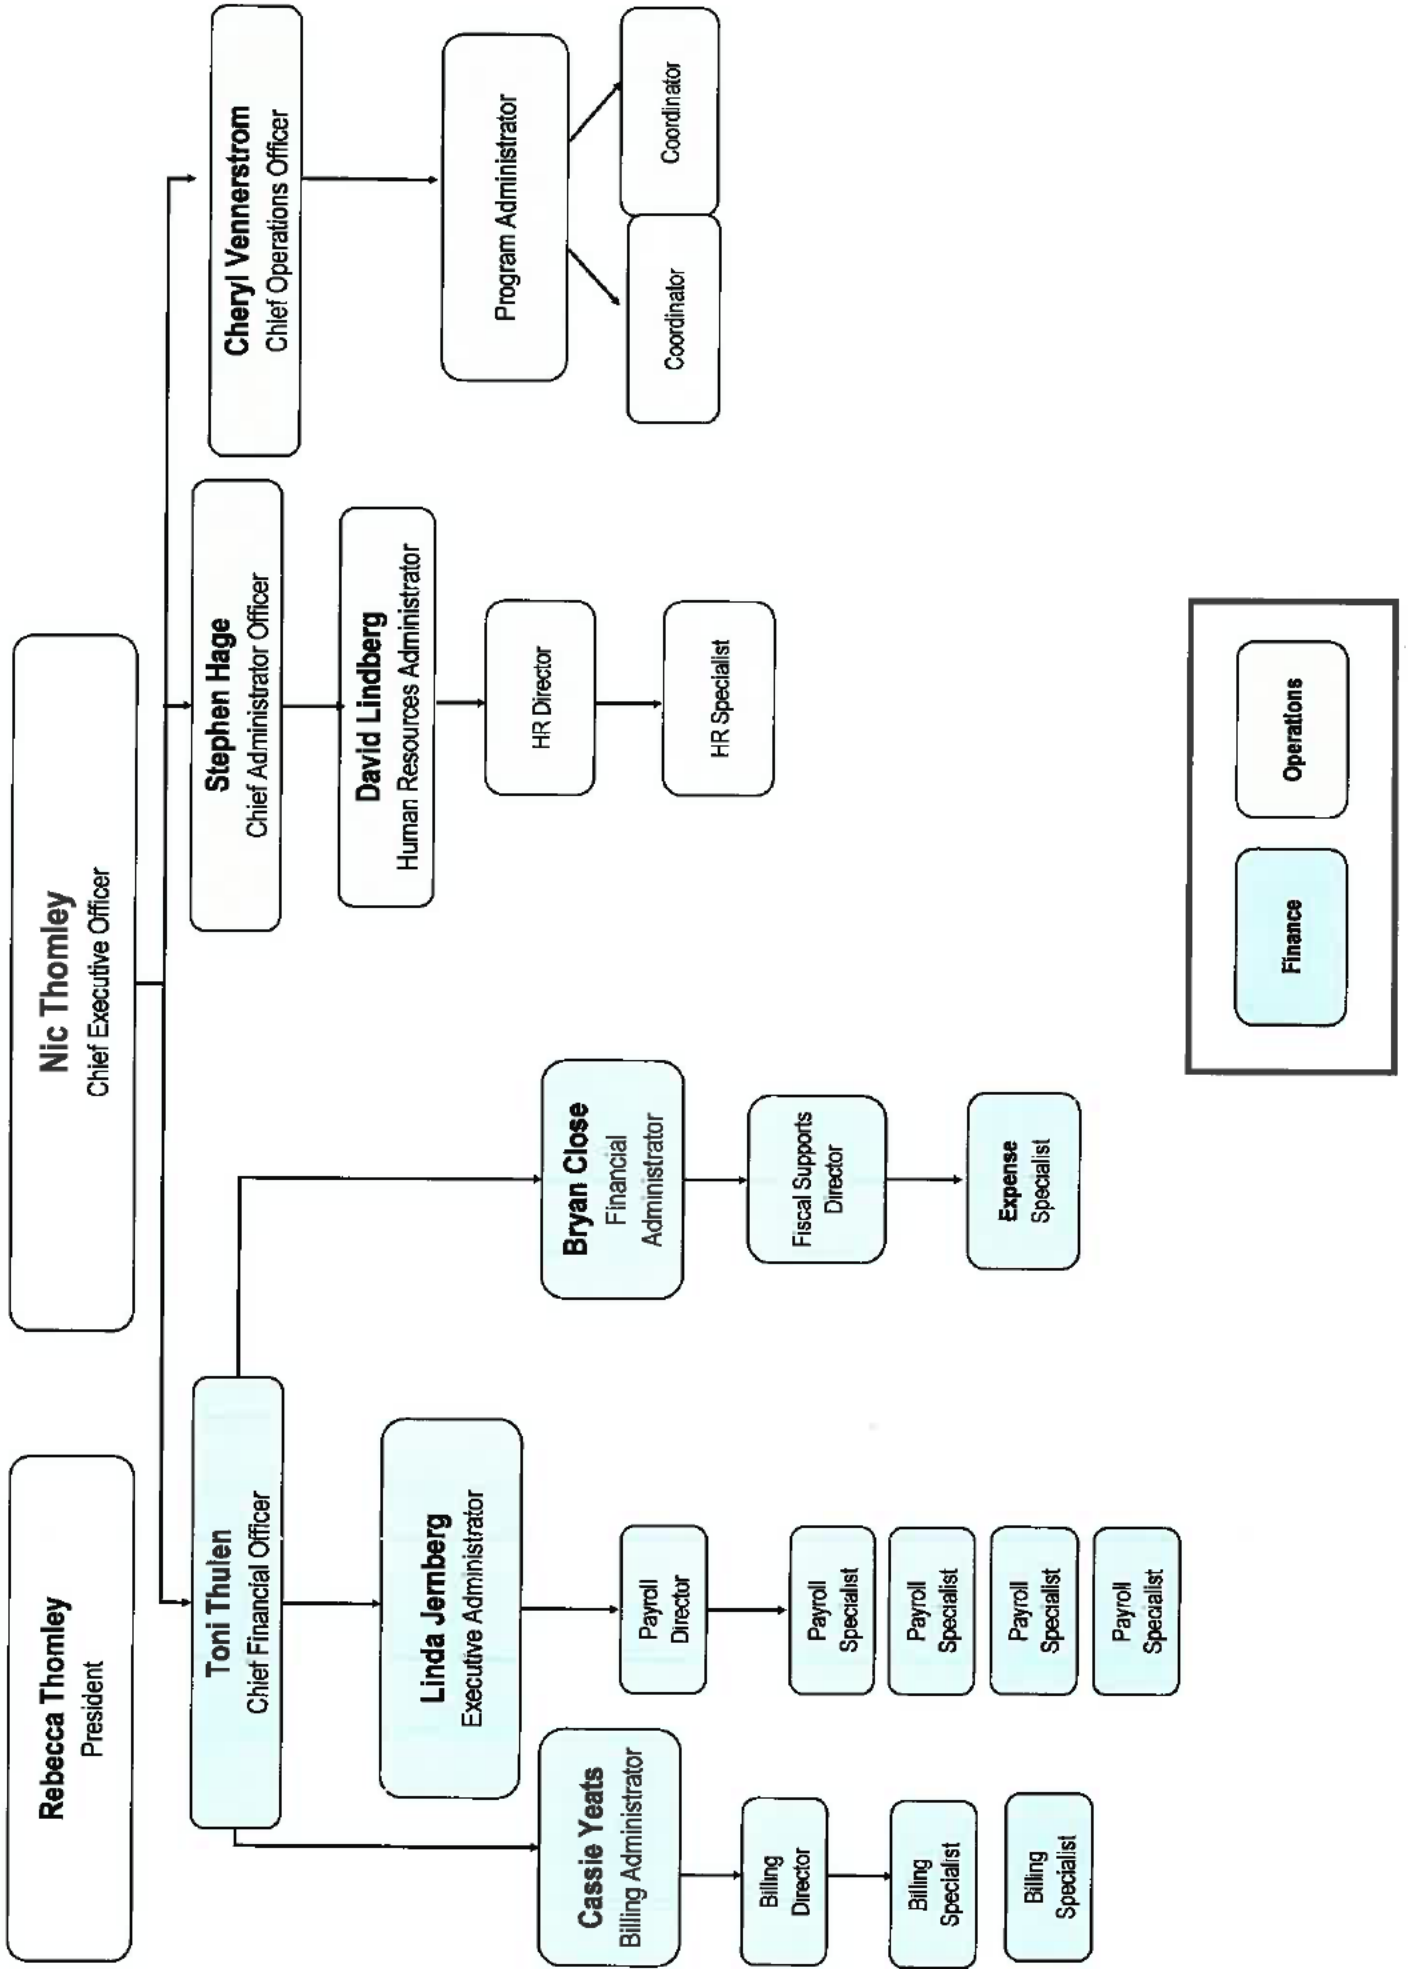 Rebecca Thomley
President
Nic Thomley
Chief Executive Officer
Toni Thulen
Chief Financial Officer
Stephen Hage
Chief Administrator Officer
Cheryl Vennerstrom
Chief Operations Officer
Linda Jernberg
Executive Administrator
David Lindberg
Human Resources Administrator
Program Administrator
Cassie Yeats
Billing Administrator
Bryan Close
Financial
Administrator
HR Director
Payroll
Director
Coordinator
Coordinator
Billing
Director
Fiscal Supports
Director
HR Specialist
Payroll
Specialist
Payroll
Specialist
Payroll
Specialist
Payroll
Specialist
Billing
Specialist
Billing
Specialist
Expense
Specialist
Finance
Operations